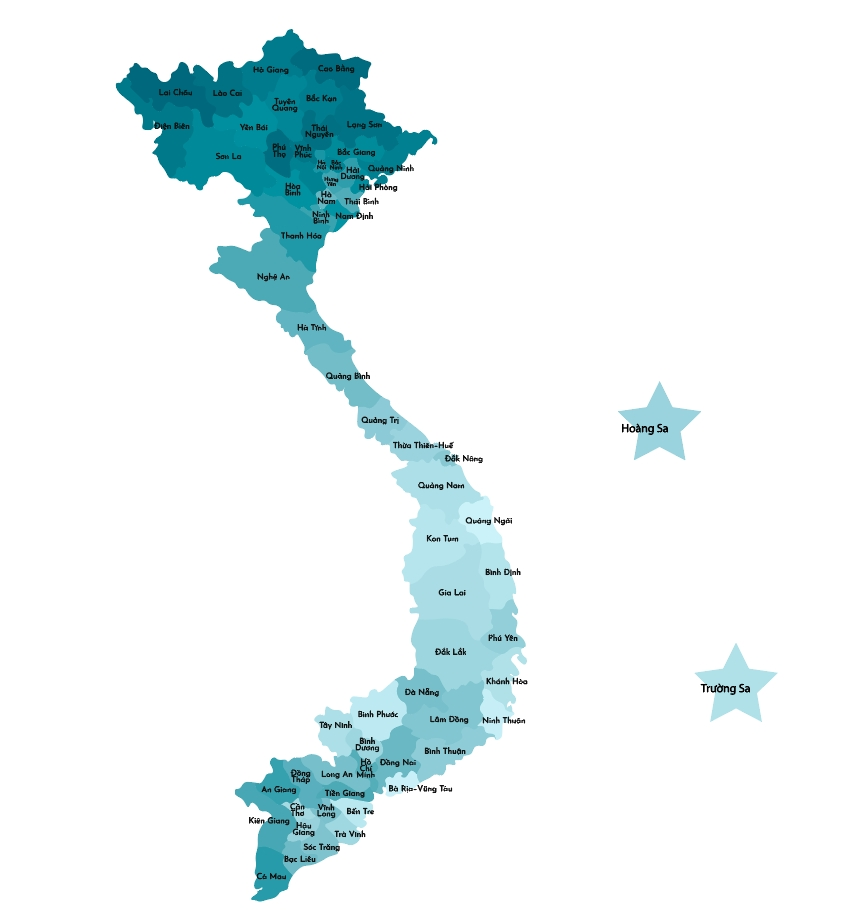 Hà Giang
Cao Bằng
Lai Châu
Lào Cai
Bắc Kạn
Tuyên
Quang
Điện Biên
Yên Bái
Thái
Nguyên
Lạng Sơn
Sơn La
Phú
Thọ
Vĩnh
Phúc
Bắc Giang
Hà
Nội
Bắc
Ninh
Hải
Dương
Quảng Ninh
Hưng
Yên
Hòa
Bình
Hải Phòng
Hà
Nam
Thái Bình
Ninh
Bình
Nam Định
Thanh Hóa
Nghệ An
Hà Tĩnh
Quảng Bình
Quảng Trị
Hoàng Sa
Thừa Thiên-Huế
Đắk Nông
Quảng Nam
Quảng Ngãi
Kon Tum
Bình Định
Gia Lai
Phú Yên
Đắk Lắk
Khánh Hòa
Trường Sa
Đà Nẵng
Bình Phước
Lâm Đồng
Ninh Thuận
Tây Ninh
Bình
Dương
Bình Thuận
Hồ
Chí
Minh
Đồng Nai
Đồng
Tháp
Long An
An Giang
Tiền Giang
Bà Rịa-Vũng Tàu
Cần
Thơ
Vĩnh
Long
Bến Tre
Kiên Giang
Hậu
Giang
Trà Vinh
Sóc Trăng
Bạc Liêu
Cà Mau